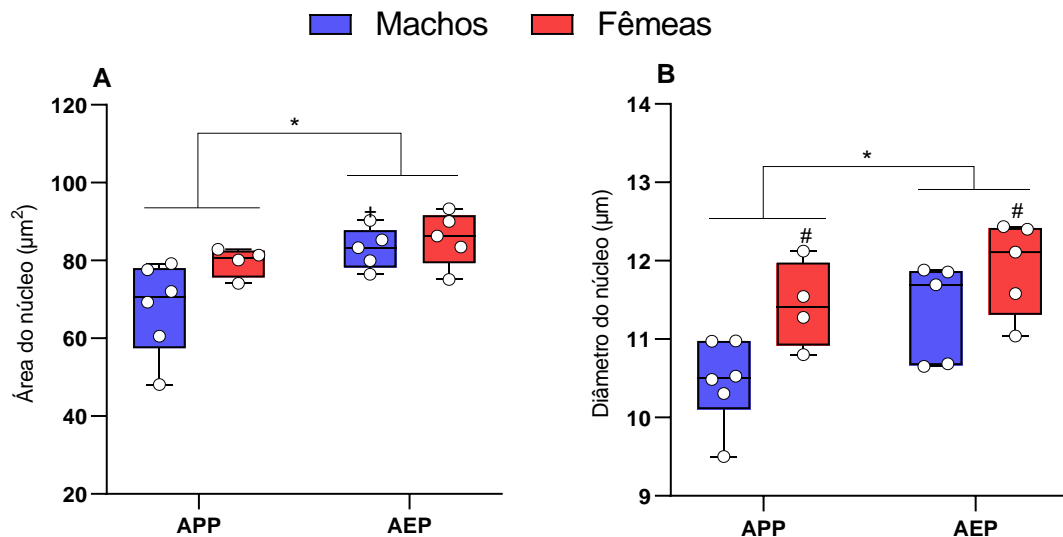 Machos Fêmeas
A
Área do núcleo (µm²)
120
100
80
60
40
20
*
+
APP AEP
B
Diâmetro do núcleo (µm)
14
13
12
11
10
9
*
#
#
APP AEP